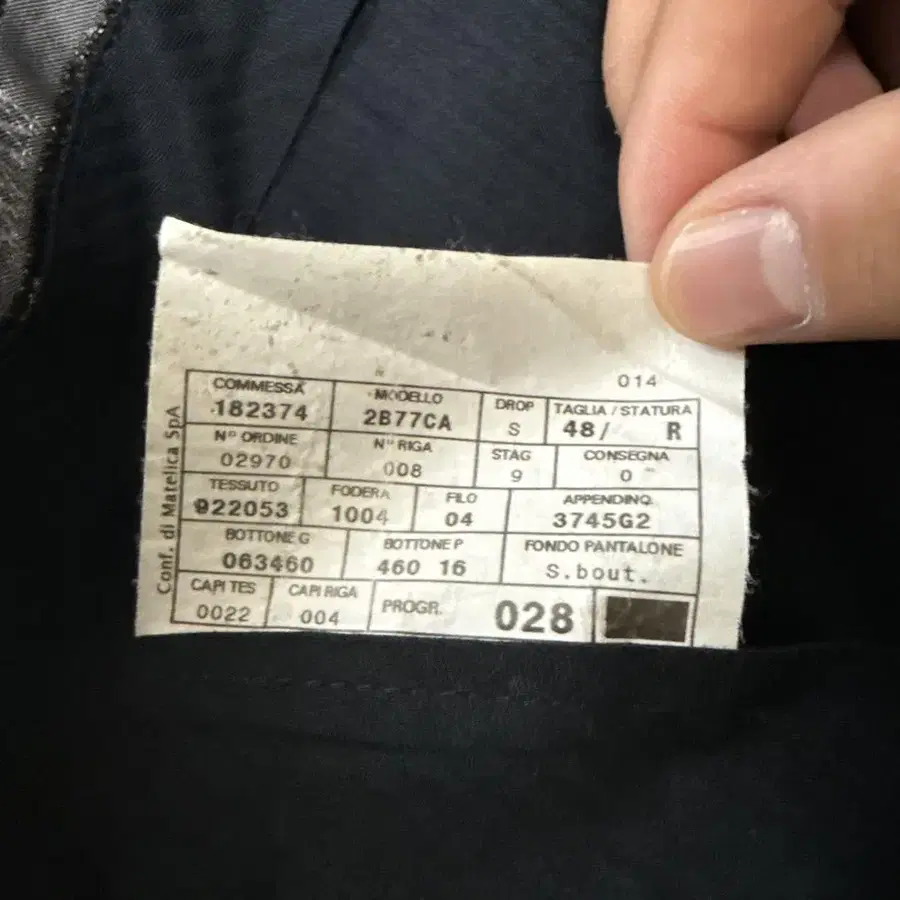 014
COMMESSA MODELLO DROP TAGLIA / STATURA
182374 2B77CA S 48/ R
N° ORDINE N° RIGA STAG CONSEGNA
02970 008 9 0
TESSUTO FODERA FILO APPENDINO
922053 1004 04 3745G2
BOTTONE G BOTTONE P FONDO PANTALONE
063460 460 16 S.bout.
CAPI TES CAPI RIGA PROGR. 028
0022 004
Conf. di Matelica SpA